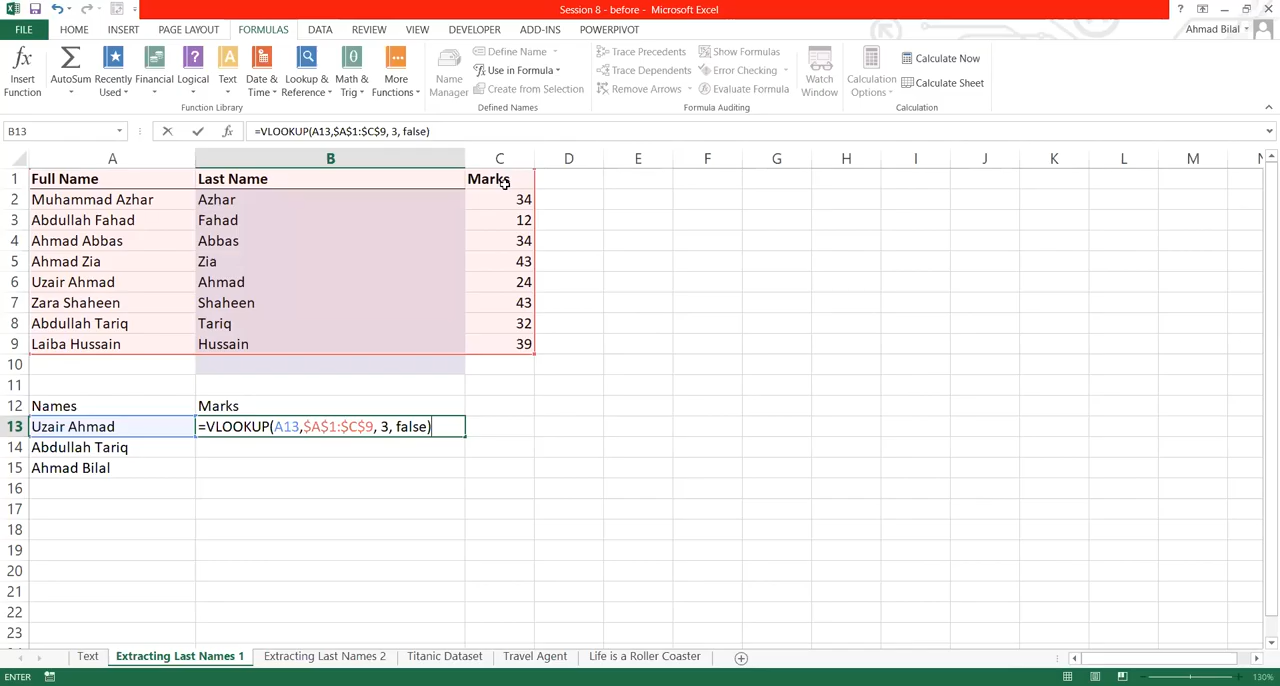 Session 8 - before - Microsoft Excel
FILE HOME INSERT PAGE LAYOUT FORMULAS DATA REVIEW VIEW DEVELOPER ADD-INS POWERPIVOT Ahmad Bilal
Insert Function
AutoSum
Recently Used
Financial
Logical
Text
Date & Time
Lookup & Reference
Math & Trig
More Functions
Function Library
Name Manager
Define Name
Use in Formula
Create from Selection
Defined Names
Trace Precedents
Trace Dependents
Remove Arrows
Show Formulas
Error Checking
Evaluate Formula
Formula Auditing
Watch Window
Calculation Options
Calculate Now
Calculate Sheet
Calculation
B13 =VLOOKUP(A13,$A$1:$C$9, 3, false)
A B C D E F G H I J K L M N
1 Full Name Last Name Marks
2 Muhammad Azhar Azhar 34
3 Abdullah Fahad Fahad 12
4 Ahmad Abbas Abbas 34
5 Ahmad Zia Zia 43
6 Uzair Ahmad Ahmad 24
7 Zara Shaheen Shaheen 43
8 Abdullah Tariq Tariq 32
9 Laiba Hussain Hussain 39
10
11
12 Names Marks
13 Uzair Ahmad =VLOOKUP(A13,$A$1:$C$9, 3, false)
14 Abdullah Tariq
15 Ahmad Bilal
16
17
18
19
20
21
22
23
Text Extracting Last Names 1 Extracting Last Names 2 Titanic Dataset Travel Agent Life is a Roller Coaster
ENTER 130%